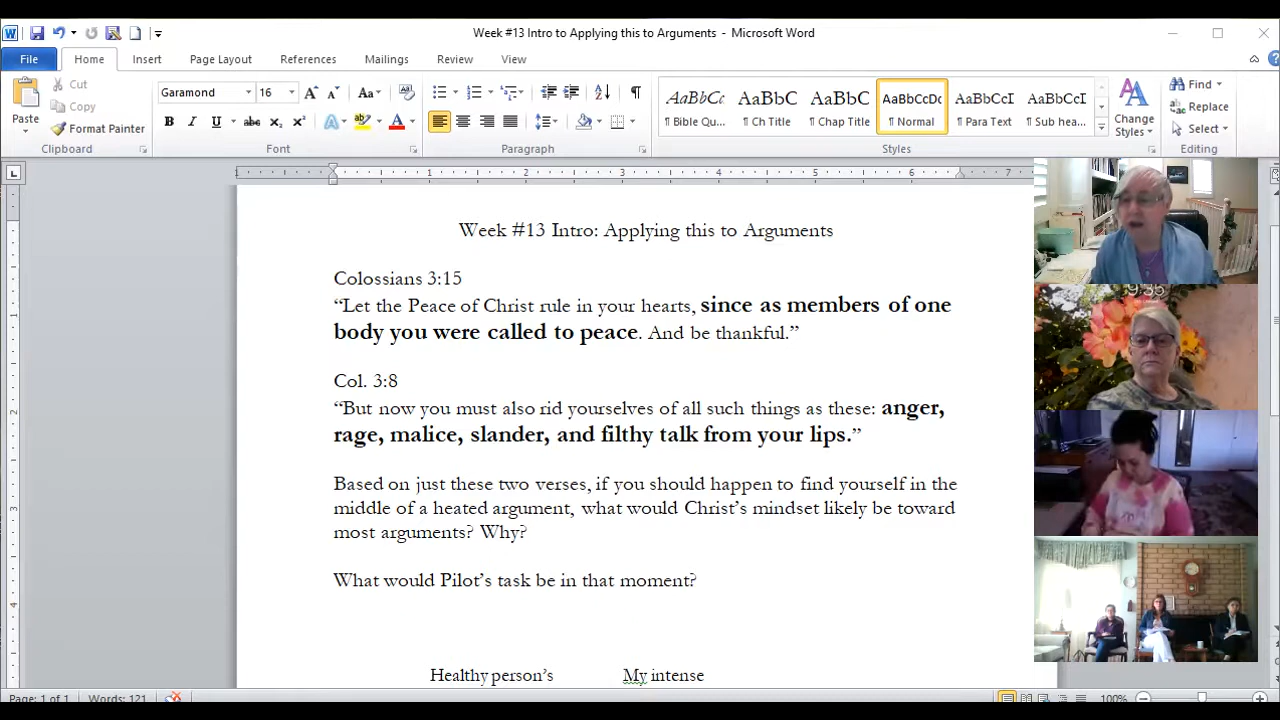 Week #13 Intro to Applying this to Arguments - Microsoft Word
File Home Insert Page Layout References Mailings Review View
Paste
Cut
Copy
Format Painter
Clipboard
Garamond 16
Font
Paragraph
AaBbCc AaBbC AaBbC AaBbCcDc AaBbCcI AaBbCcI
¶ Bible Qu... ¶ Ch Title ¶ Chap Title ¶ Normal ¶ Para Text ¶ Sub hea...
Styles
Change
Styles
Find
Replace
Select
Editing
1 1 2 3 4 5 6 7
Week #13 Intro: Applying this to Arguments
Colossians 3:15
“Let the Peace of Christ rule in your hearts, since as members of one
body you were called to peace. And be thankful.”
Col. 3:8
“But now you must also rid yourselves of all such things as these: anger,
rage, malice, slander, and filthy talk from your lips.”
Based on just these two verses, if you should happen to find yourself in the
middle of a heated argument, what would Christ’s mindset likely be toward
most arguments? Why?
What would Pilot’s task be in that moment?
Healthy person’s My intense
Page: 1 of 1 Words: 121 100%